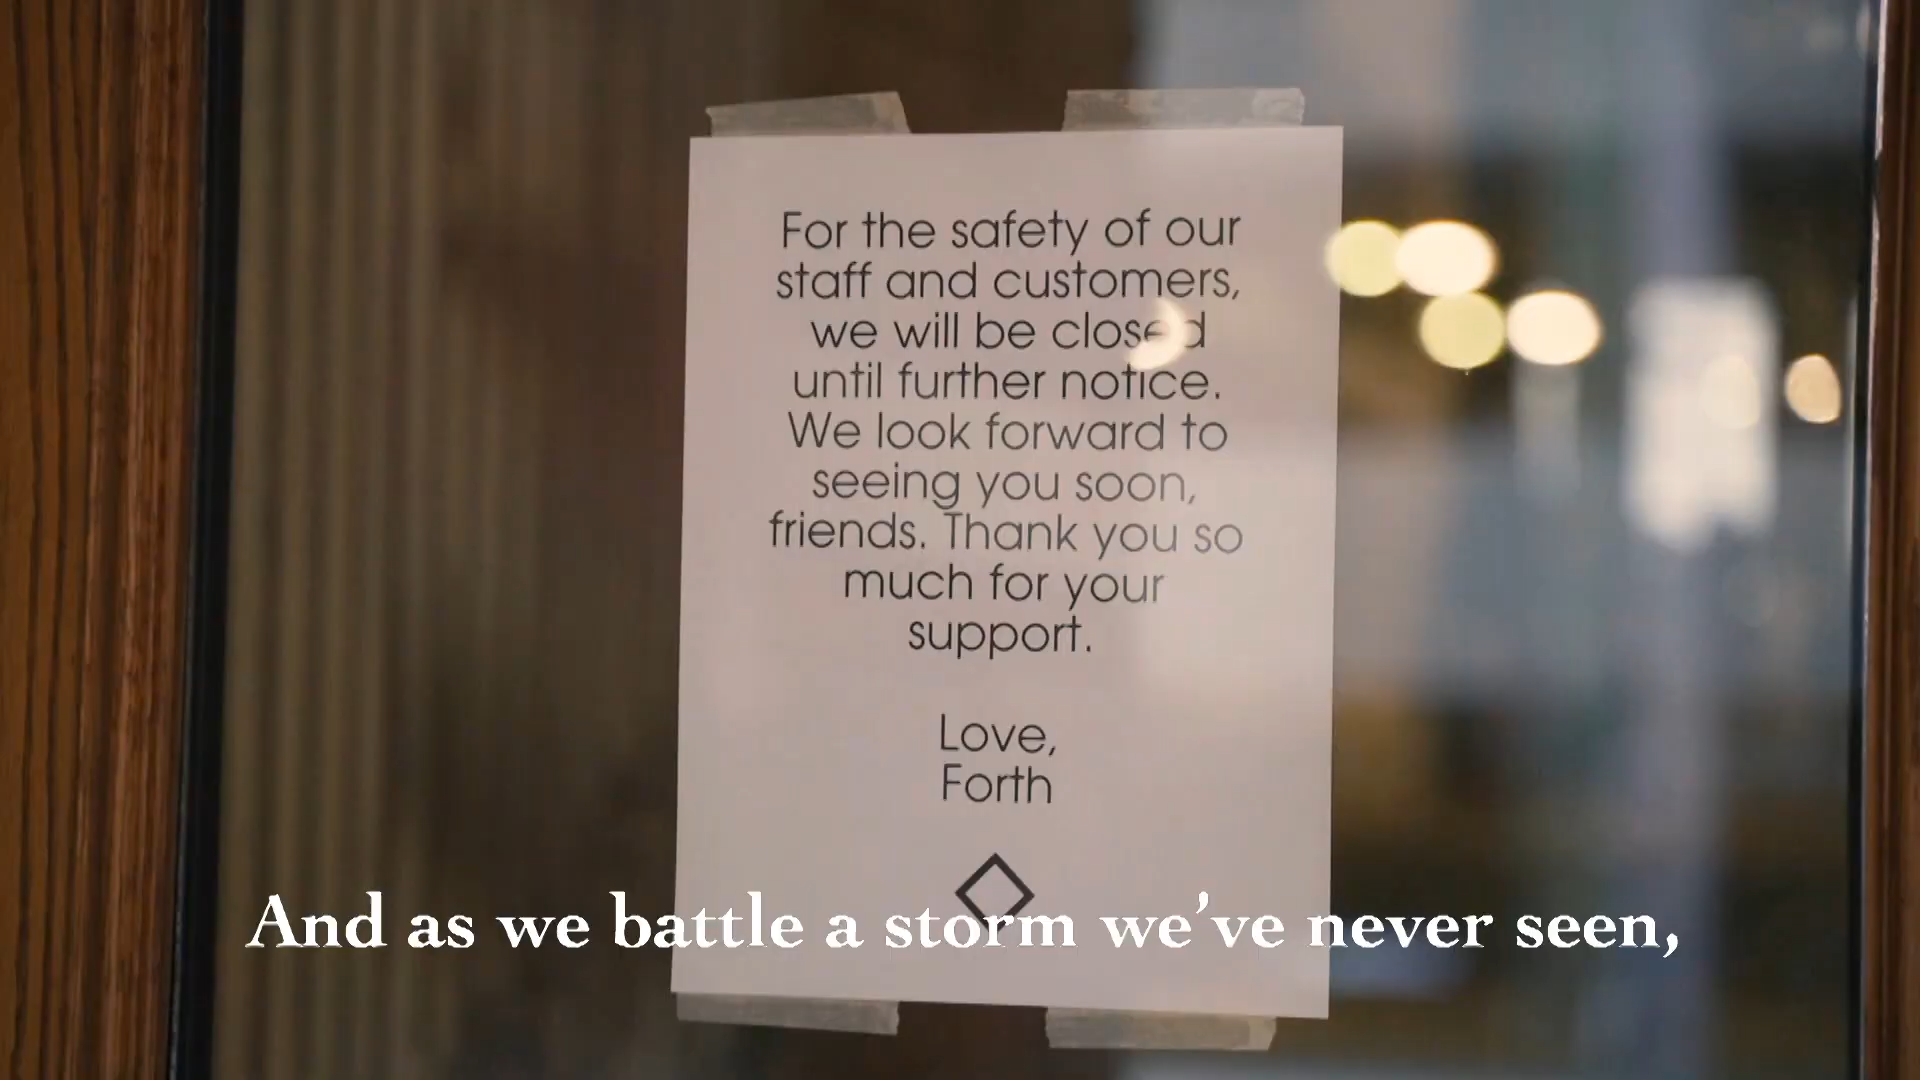 For the safety of our
staff and customers,
we will be closed
until further notice.
We look forward to
seeing you soon,
friends. Thank you so
much for your
support.
Love,
Forth
And as we battle a storm we've never seen,